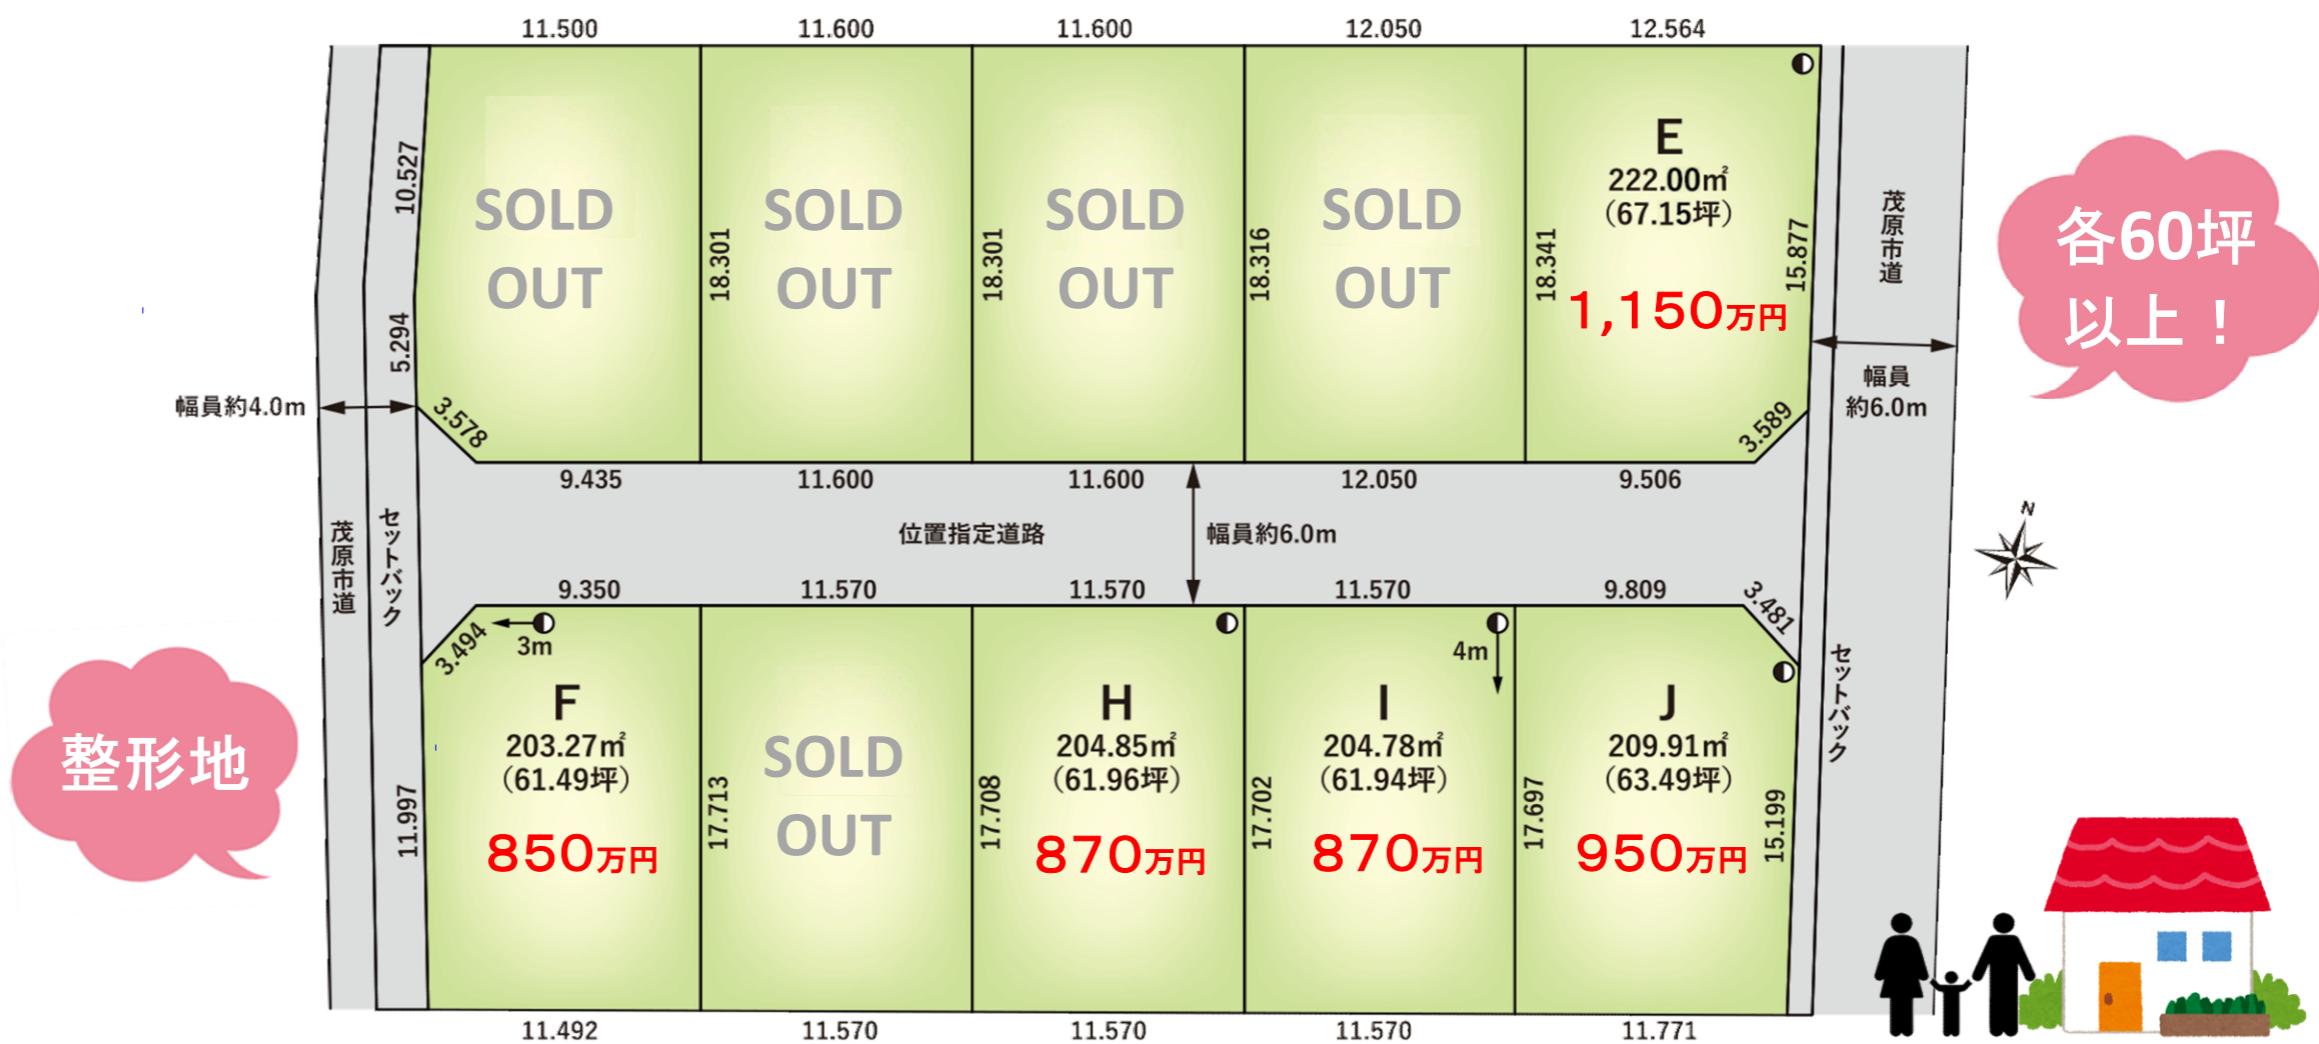 11.500
11.600
11.600
12.050
12.564
10.527
5.294
3.578
SOLD
OUT
18.301
SOLD
OUT
18.301
SOLD
OUT
18.316
SOLD
OUT
18.341
E
222.00㎡
(67.15坪)
1,150万円
15.877
3.589
茂原市道
幅員
約6.0m
各60坪
以上！
幅員約4.0m
9.435
11.600
11.600
12.050
9.506
茂原市道
セットバック
位置指定道路
幅員約6.0m
N
9.350
11.570
11.570
11.570
9.809
3.494
3m
4m
3.481
セットバック
整形地
11.997
F
203.27㎡
(61.49坪)
850万円
17.713
SOLD
OUT
17.708
H
204.85㎡
(61.96坪)
870万円
17.702
I
204.78㎡
(61.94坪)
870万円
17.697
J
209.91㎡
(63.49坪)
950万円
15.199
11.492
11.570
11.570
11.570
11.771